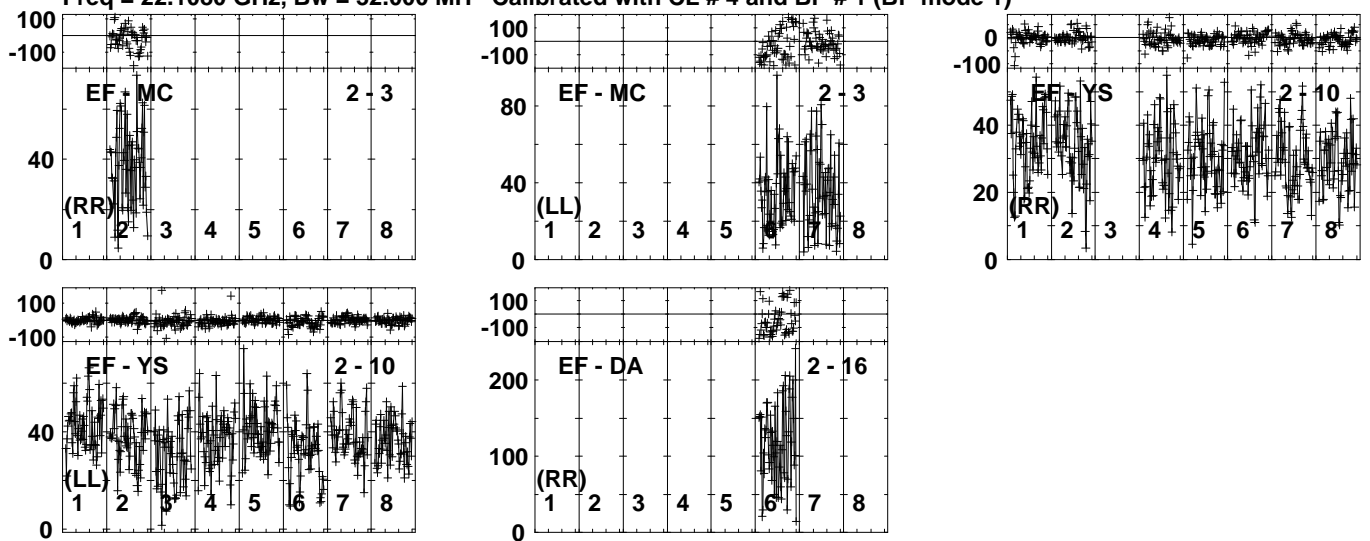 Freq = 22.1080 GHz, Bw = 32.000 MH Calibrated with CL # 4 and BP # 1 (BP mode 1)
100
-100
EF - MC 2 - 3
40
(RR)
1 2 3 4 5 6 7 8
0
100
-100
EF - MC 2 - 3
80
40
(LL)
1 2 3 4 5 6 7 8
0
0
-100
EF - YS 2 - 10
40
20
(RR)
1 2 3 4 5 6 7 8
0
100
-100
EF - YS 2 - 10
40
(LL)
1 2 3 4 5 6 7 8
0
100
-100
EF - DA 2 - 16
200
100
(RR)
1 2 3 4 5 6 7 8
0